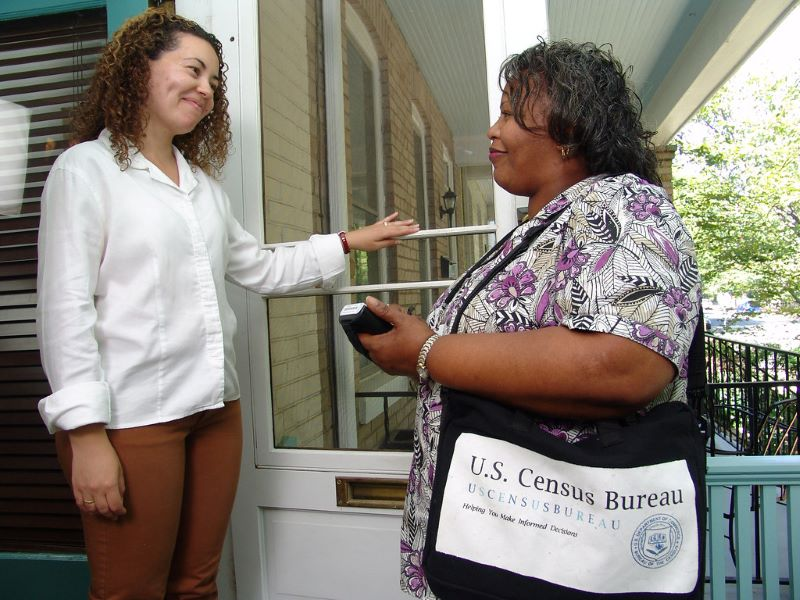 U.S. Census Bureau
USCENSUSBUREAU
Helping You Make Informed Decisions